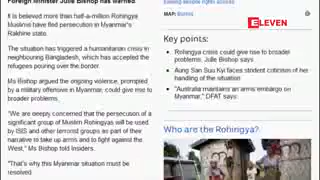 Foreign Minister Julie Bishop has warned.
It is believed more than half-a-million Rohingya
Muslims have fled persecution in Myanmar's
Rakhine state.
The situation has triggered a humanitarian crisis in
neighbouring Bangladesh, which has accepted the
refugees pouring over the border.
Ms Bishop argued the ongoing violence, prompted
by a military offensive in Myanmar, could give rise to
broader problems.
"We are deeply concerned that the persecution of a
significant group of Muslim Rohingyas will be used
by ISIS and other terrorist groups as part of their
narrative to take up arms and to fight against the
West," Ms Bishop told Insiders.
"That's why this Myanmar situation must be
resolved
MAP: Burma
ELEVEN
Key points:
Rohingya crisis could give rise to
broader problems, Julie Bishop says
Aung San Suu Kyi faces student criticism of her
handling of the situation
"Australia maintains an arms embargo on
Myanmar," DFAT says
Who are the Rohingya?